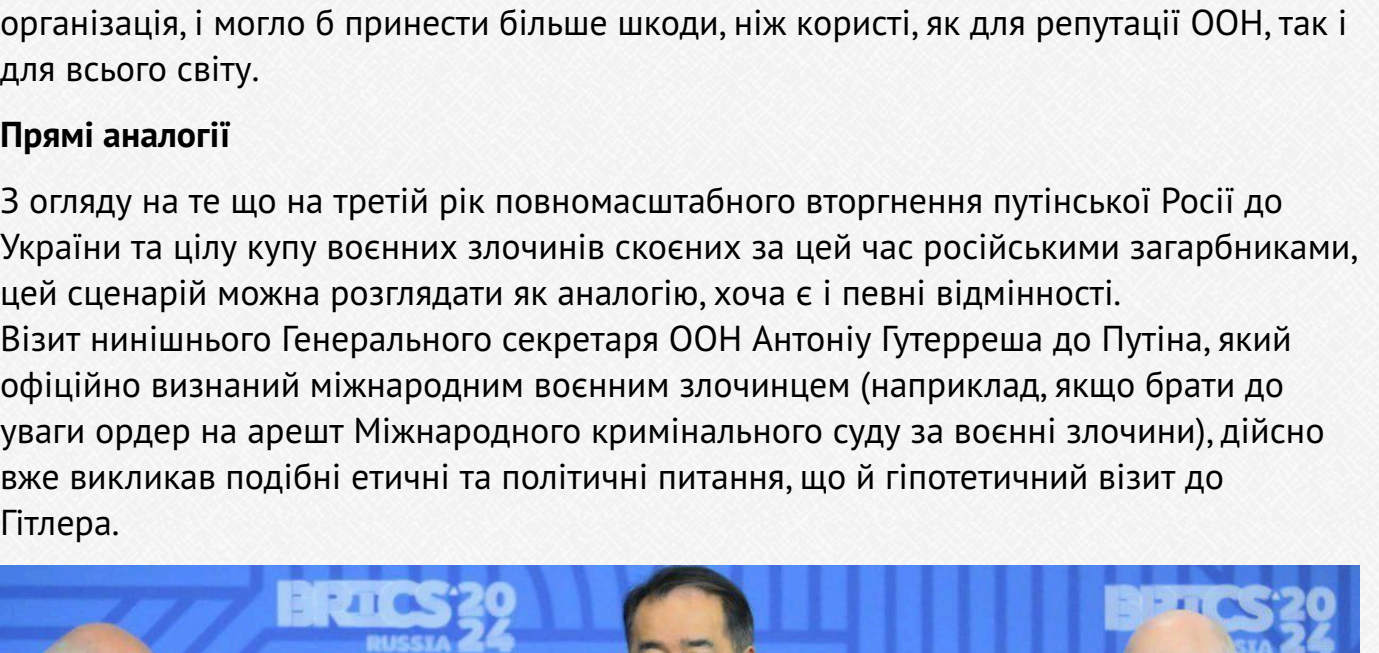 організація, і могло б принести більше шкоди, ніж користі, як для репутації ООН, так і
для всього світу.
Прямі аналогії
З огляду на те що на третій рік повномасштабного вторгнення путінської Росії до
України та цілу купу воєнних злочинів скоєних за цей час російськими загарбниками,
цей сценарій можна розглядати як аналогію, хоча є і певні відмінності.
Візит нинішнього Генерального секретаря ООН Антоніу Гутерреша до Путіна, який
офіційно визнаний міжнародним воєнним злочинцем (наприклад, якщо брати до
уваги ордер на арешт Міжнародного кримінального суду за воєнні злочини), дійсно
вже викликав подібні етичні та політичні питання, що й гіпотетичний візит до
Гітлера.
BRICS '20
RUSSIA 24
BRICS '20
24